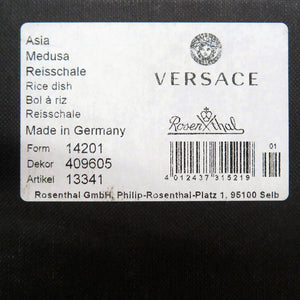 Asia
Medusa
Reisschale
Rice dish
Bol à riz
Reisschale
Made in Germany
Form 14201
Dekor 409605
Artikel 13341
VERSACE
Rosenthal
01
4 012437 315219
Rosenthal GmbH, Philip-Rosenthal-Platz 1, 95100 Selb